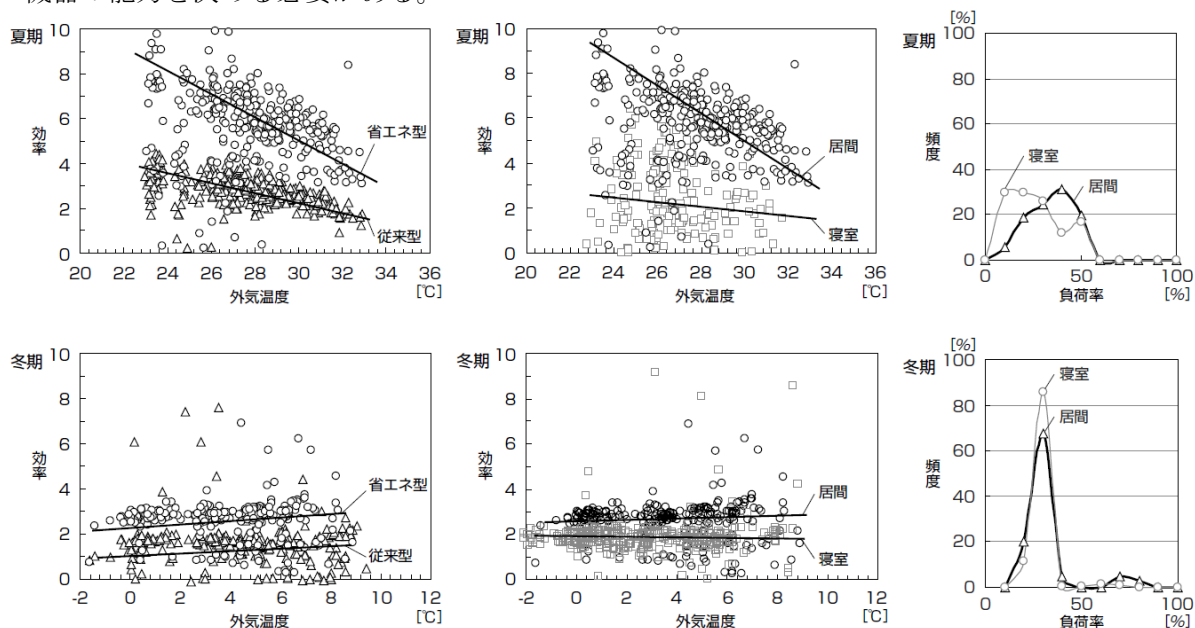 機器の能力を決める必要がある。
夏期
10
8
6
4
2
0
効率
省エネ型
従来型
20 22 24 26 28 30 32 34 36
外気温度 [℃]
夏期
10
8
6
4
2
0
効率
居間
寝室
20 22 24 26 28 30 32 34 36
外気温度 [℃]
夏期
[%]
100
80
60
40
20
0
頻度
寝室
居間
0 50 100
負荷率 [%]
冬期
10
8
6
4
2
0
効率
省エネ型
従来型
-2 0 2 4 6 8 10 12
外気温度 [℃]
冬期
10
8
6
4
2
0
効率
居間
寝室
-2 0 2 4 6 8 10 12
外気温度 [℃]
冬期
[%]
100
80
60
40
20
0
頻度
寝室
居間
0 50 100
負荷率 [%]